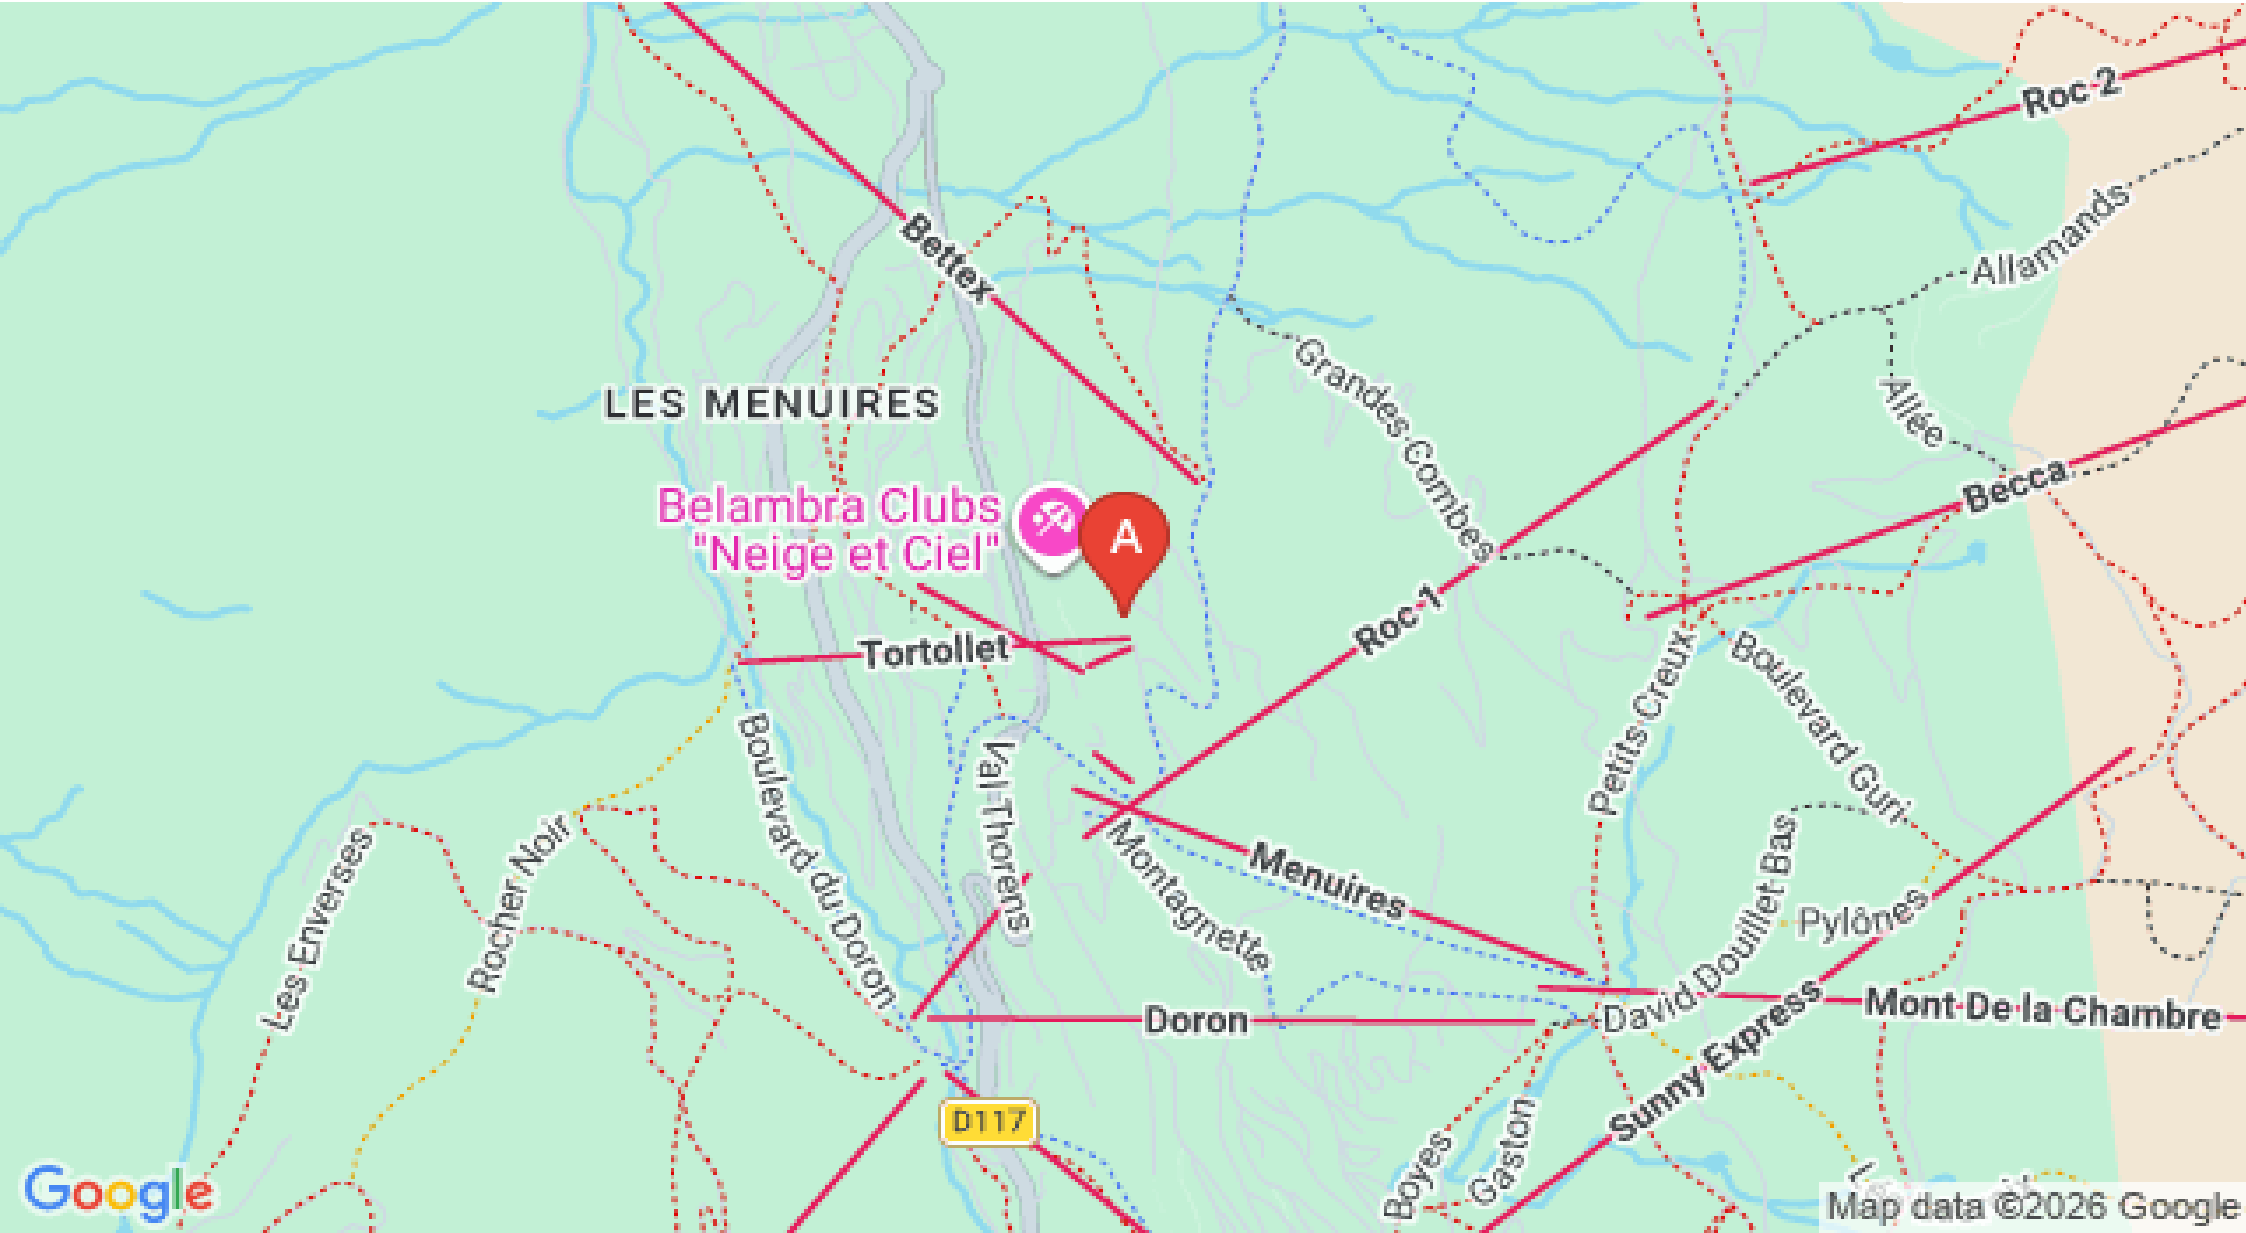 Roc 2
Bettex
Allamands
Grandes Combes
LES MENUIRES
Allée
Becca
Belambra Clubs
"Neige et Ciel"
A
Roc 1
Tortollet
Petits Creux
Boulevard Guri
Boulevard du Doron
Val Thorens
Montagnette
Menuires
Les Enverses
Rocher Noir
David Douillet Bas
Pylônes
Doron
Mont De la Chambre
Sunny Express
D117
Boyes
Gaston
Google
Map data ©2026 Google